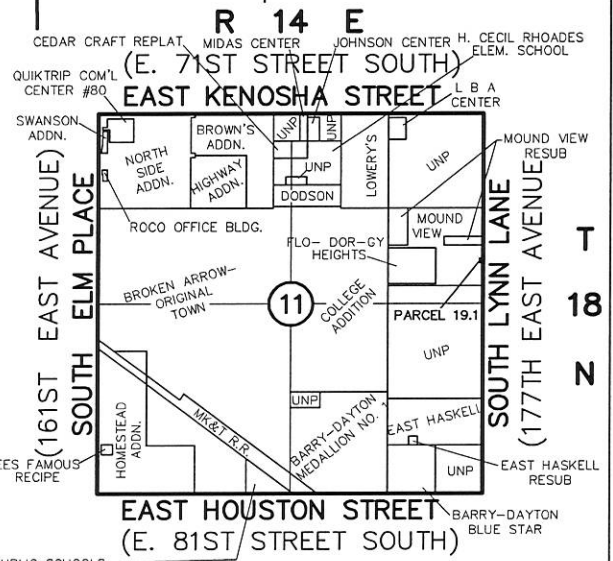 R 14 E
CEDAR CRAFT REPLAT
MIDAS CENTER
JOHNSON CENTER
H. CECIL RHOADES
ELEM. SCHOOL
(E. 71ST STREET SOUTH)
QUIKTRIP COM'L
CENTER #80
EAST KENOSHA STREET
L B A
CENTER
SWANSON
ADDN.
NORTH
SIDE
ADDN.
BROWN'S
ADDN.
HIGHWAY
ADDN.
UNP
UNP
UNP
DODSON
LOWERY'S
UNP
MOUND VIEW
RESUB
ROCO OFFICE BLDG.
MOUND
VIEW
FLO- DOR-GY
HEIGHTS
(161ST EAST AVENUE)
SOUTH ELM PLACE
BROKEN ARROW-
ORIGINAL
TOWN
11
COLLEGE
ADDITION
PARCEL 19.1
SOUTH LYNN LANE
(177TH EAST AVENUE)
T
18
N
UNP
UNP
MK&T R.R.
BARRY-DAYTON
MEDALLION NO. 1
EAST HASKELL
HOMESTEAD
ADDN.
EES FAMOUS
RECIPE
UNP
EAST HASKELL
RESUB
EAST HOUSTON STREET
(E. 81ST STREET SOUTH)
BARRY-DAYTON
BLUE STAR